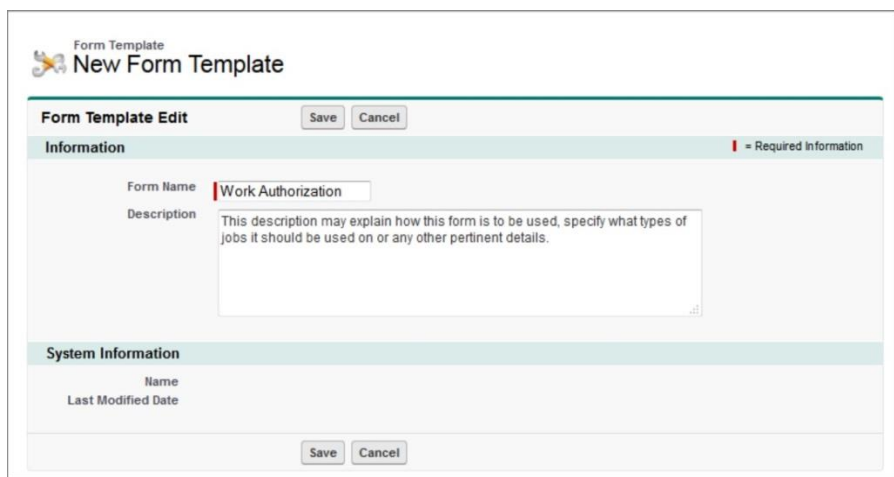 Form Template
New Form Template
Form Template Edit
Save Cancel
Information
= Required Information
Form Name Work Authorization
Description This description may explain how this form is to be used, specify what types of
jobs it should be used on or any other pertinent details.
System Information
Name
Last Modified Date
Save Cancel